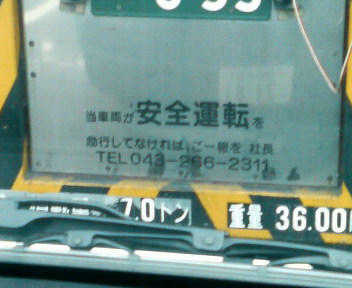 当車両が安全運転を
励行してなければ、ご一報を 社長
TEL043-266-2311
7.0トン 重量 36.00